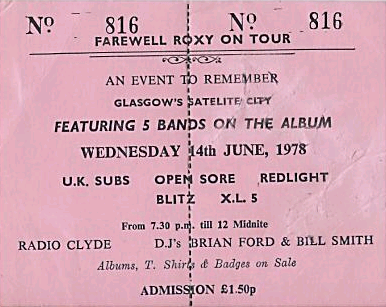 Nº 816 Nº 816
FAREWELL ROXY ON TOUR
AN EVENT TO REMEMBER
GLASGOW'S SATELITE CITY
FEATURING 5 BANDS ON THE ALBUM
WEDNESDAY 14th JUNE, 1978
U.K. SUBS OPEN SORE REDLIGHT
BLITZ X.L. 5
From 7.30 p.m. till 12 Midnite
RADIO CLYDE D.J's BRIAN FORD & BILL SMITH
Albums, T. Shirts & Badges on Sale
ADMISSION £1.50p